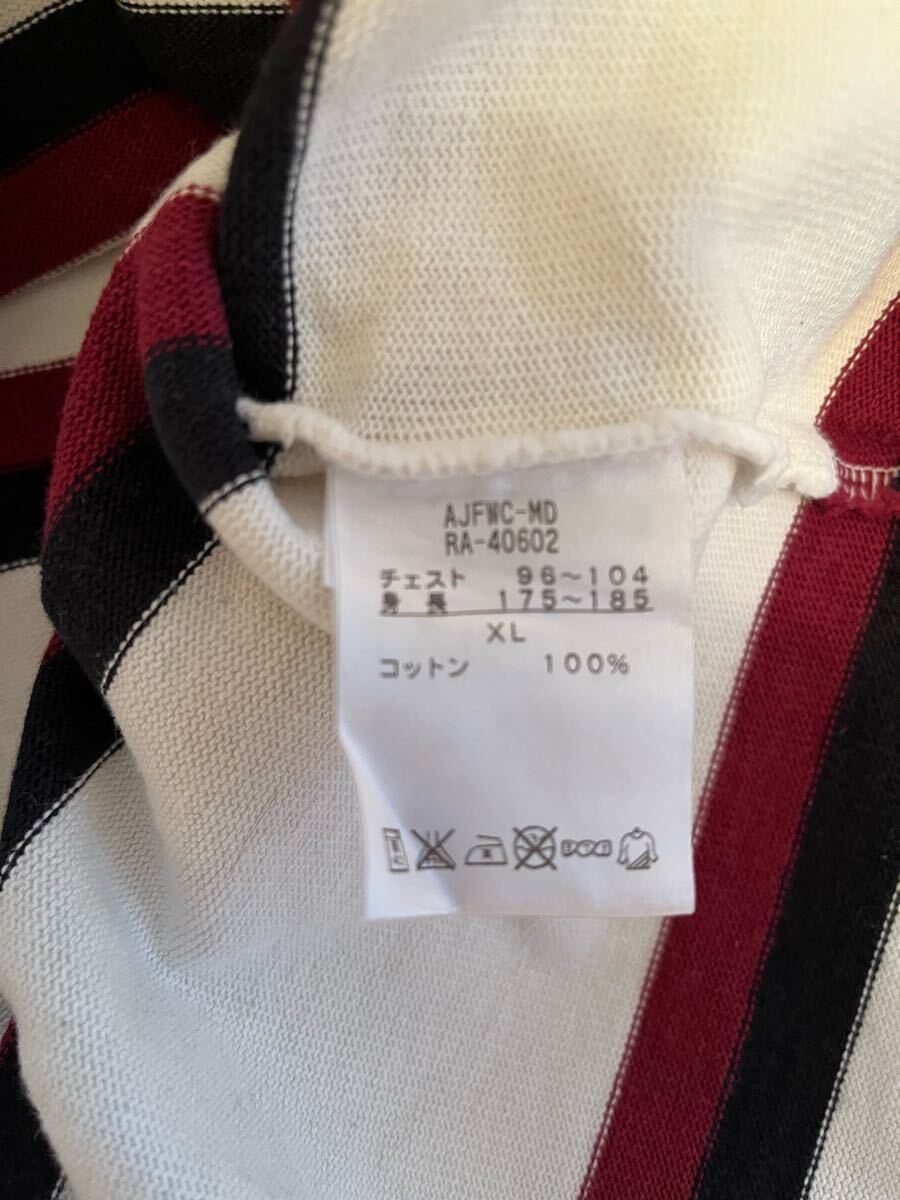 AJFWC-MD
RA-40602
チェスト 96～104
身長 175～185
XL
コットン 100%